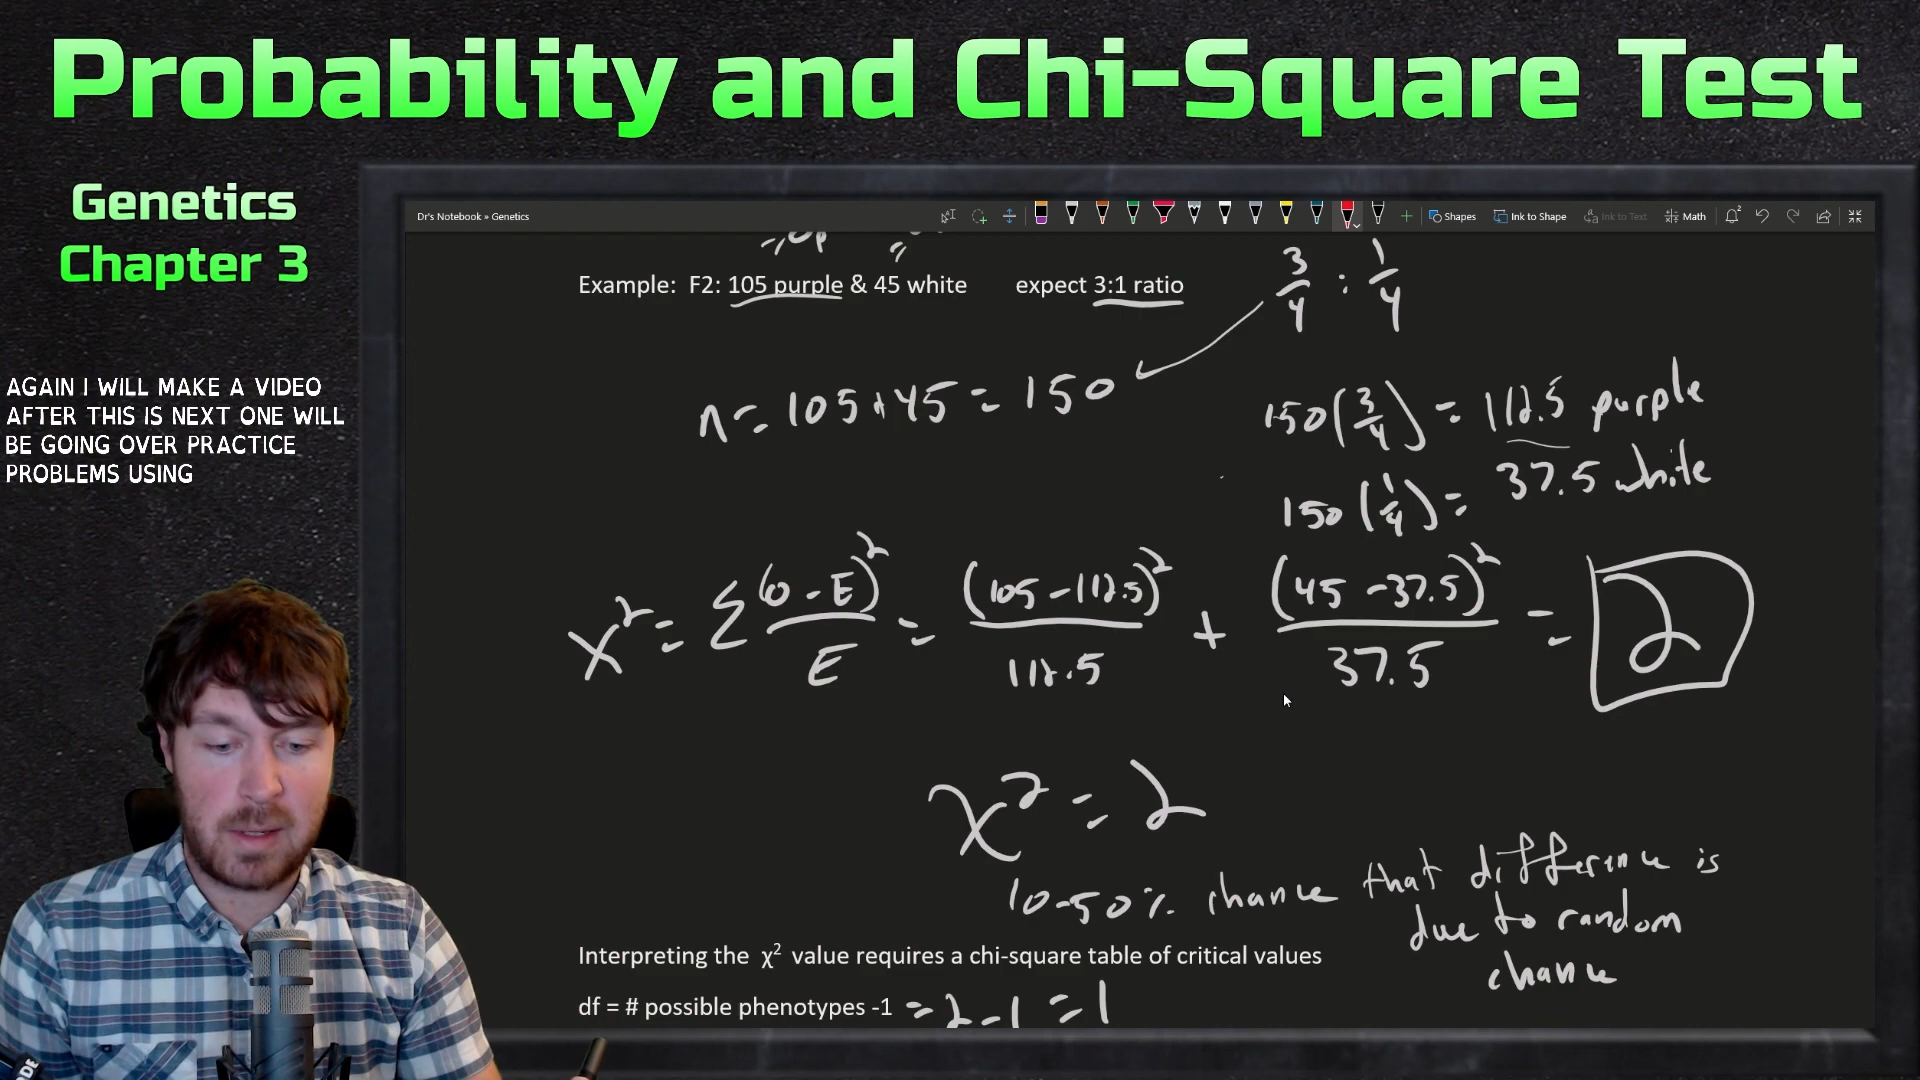 Probability and Chi-Square Test
Genetics
Chapter 3
AGAIN I WILL MAKE A VIDEO
AFTER THIS IS NEXT ONE WILL
BE GOING OVER PRACTICE
PROBLEMS USING
Dr's Notebook » Genetics
Shapes
Ink to Shape
Ink to Text
Math
Example: F2: 105 purple & 45 white expect 3:1 ratio
3/4 : 1/4
n = 105 + 45 = 150
150(3/4) = 112.5 purple
150(1/4) = 37.5 white
x² = Σ (O - E)²/E = (105 - 112.5)²/112.5 + (45 - 37.5)²/37.5 = 2
χ² = 2
10-50% chance that difference is
due to random
chance
Interpreting the χ² value requires a chi-square table of critical values
df = # possible phenotypes -1 = 2 - 1 = 1